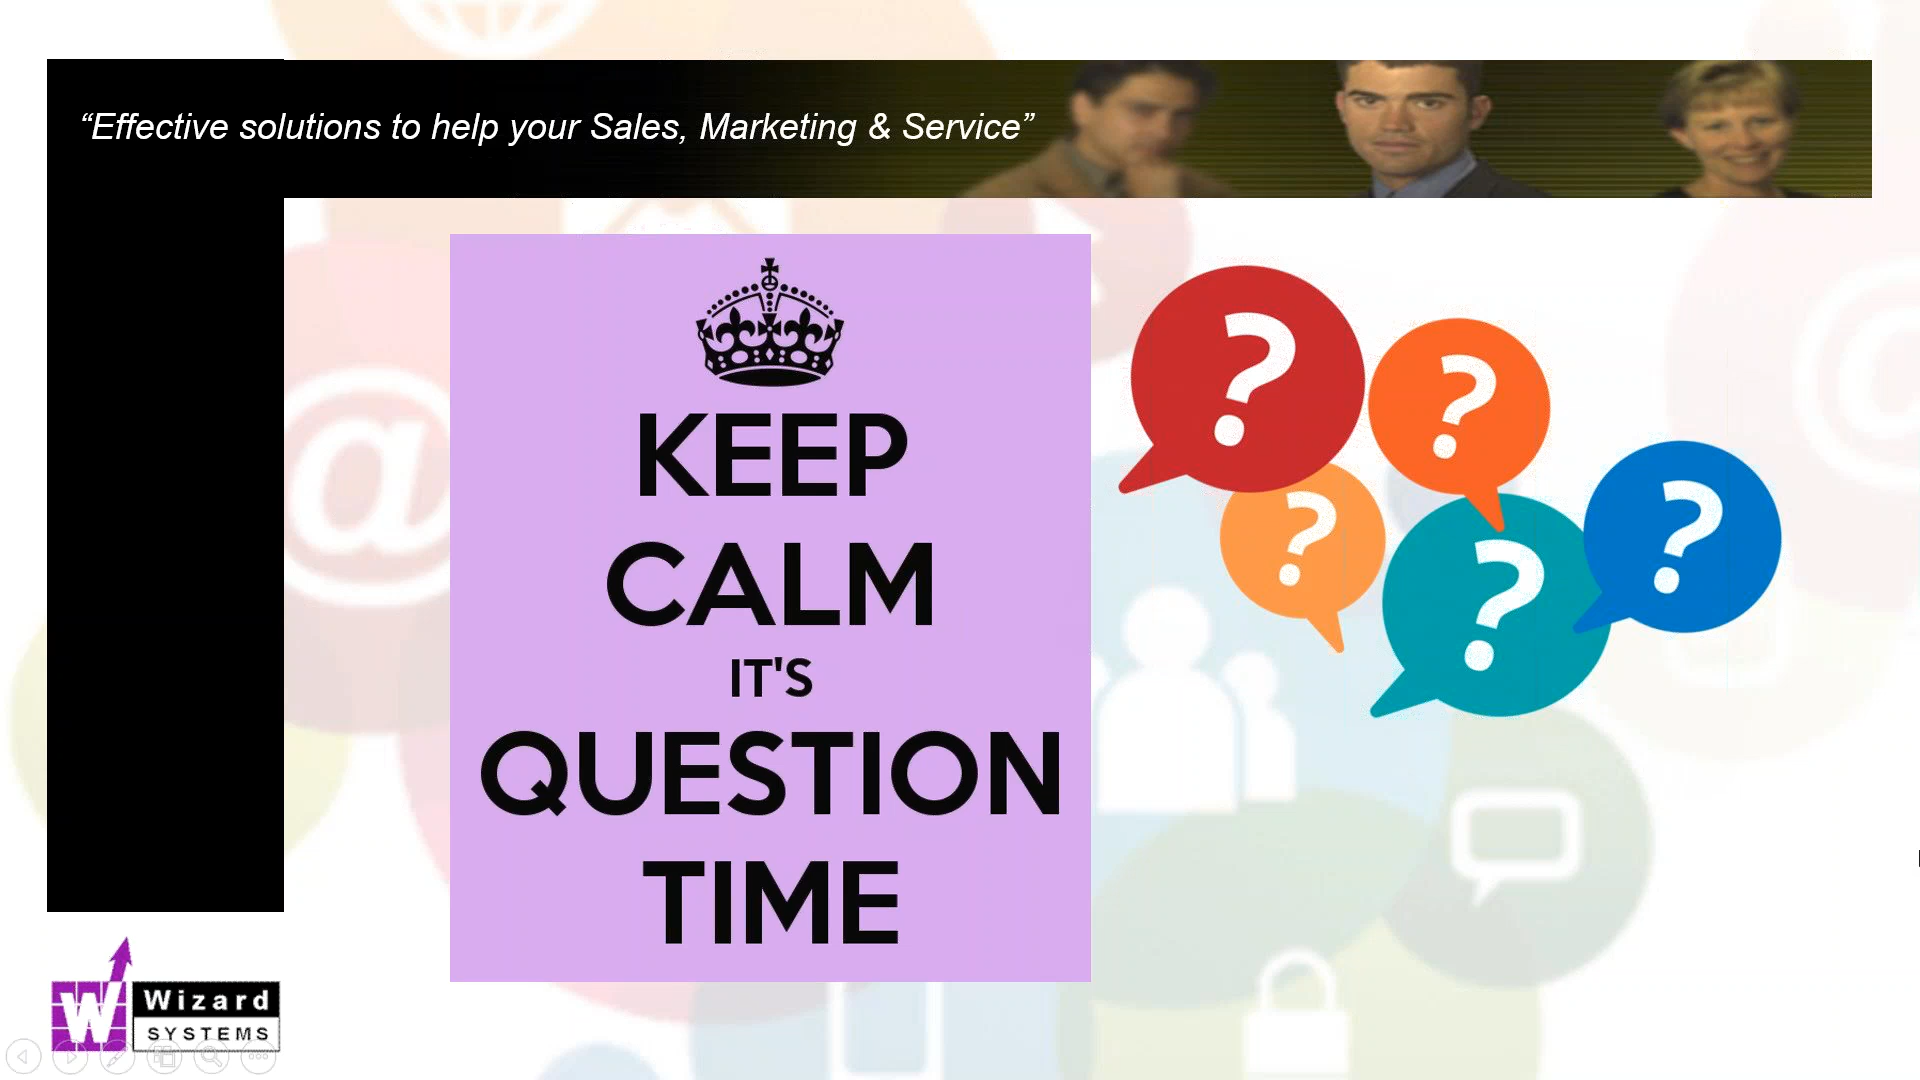 “Effective solutions to help your Sales, Marketing & Service”
KEEP
CALM
IT'S
QUESTION
TIME
?
?
?
?
?
@
@
W
Wizard
SYSTEMS